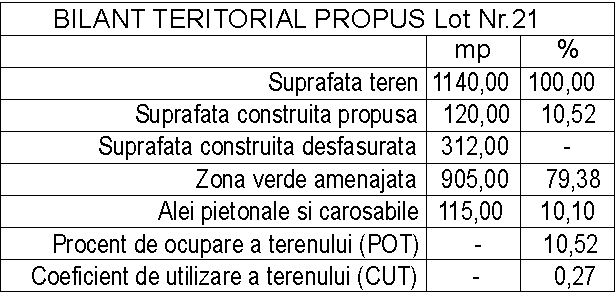 BILANT TERITORIAL PROPUS Lot Nr.21
mp %
Suprafata teren 1140,00 100,00
Suprafata construita propusa 120,00 10,52
Suprafata construita desfasurata 312,00 -
Zona verde amenajata 905,00 79,38
Alei pietonale si carosabile 115,00 10,10
Procent de ocupare a terenului (POT) - 10,52
Coeficient de utilizare a terenului (CUT) - 0,27